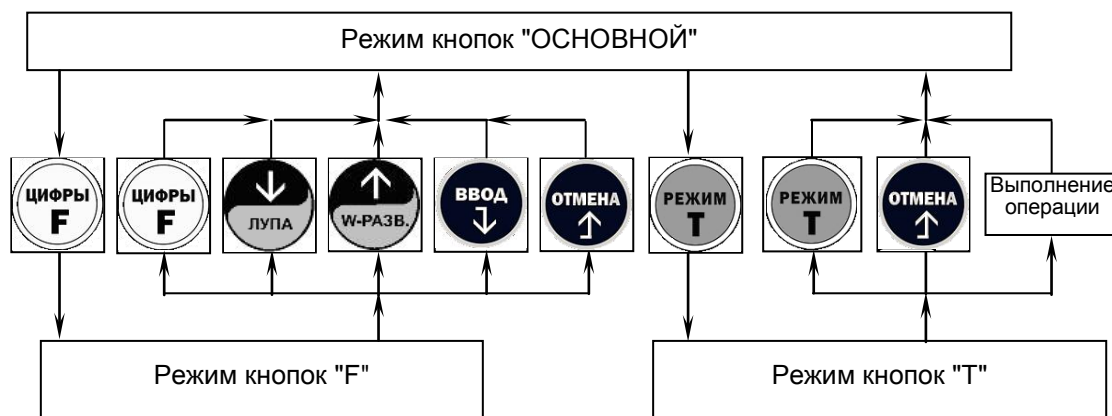 Режим кнопок "ОСНОВНОЙ"
ЦИФРЫ
F
ЦИФРЫ
F
ЛУПА
W-РАЗВ.
ВВОД
ОТМЕНА
РЕЖИМ
T
РЕЖИМ
T
ОТМЕНА
Выполнение
операции
Режим кнопок "F"
Режим кнопок "T"